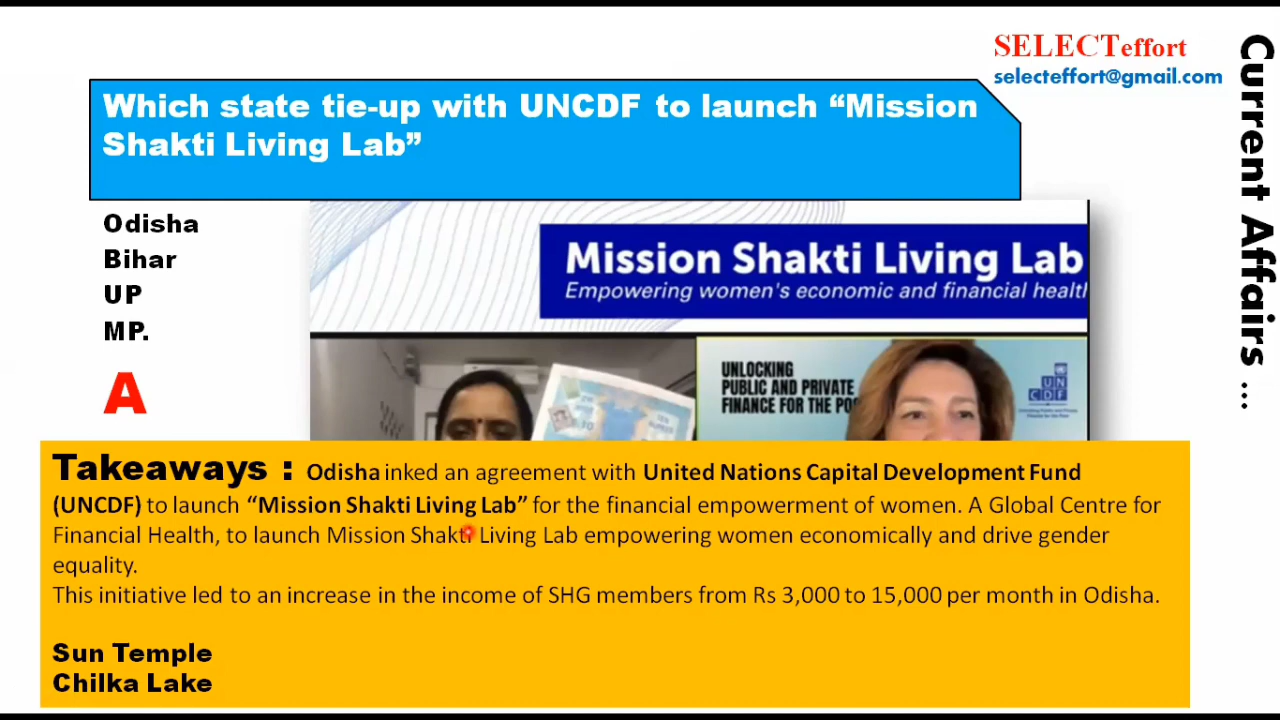 SELECTeffort
selecteffort@gmail.com
Current Affairs ...
Which state tie-up with UNCDF to launch “Mission
Shakti Living Lab”
Odisha
Bihar
UP
MP.
A
Mission Shakti Living Lab
Empowering women's economic and financial health
UNLOCKING
PUBLIC AND PRIVATE
FINANCE FOR THE PO
UN
CDF
Takeaways : Odisha inked an agreement with United Nations Capital Development Fund
(UNCDF) to launch “Mission Shakti Living Lab” for the financial empowerment of women. A Global Centre for
Financial Health, to launch Mission Shakti Living Lab empowering women economically and drive gender
equality.
This initiative led to an increase in the income of SHG members from Rs 3,000 to 15,000 per month in Odisha.
Sun Temple
Chilka Lake